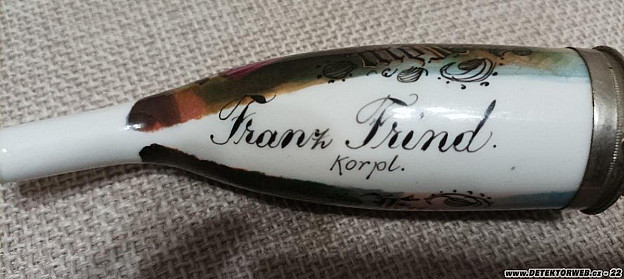 Franz Frind.
Korpl.
www.DETEKTORWEB.cz - 22